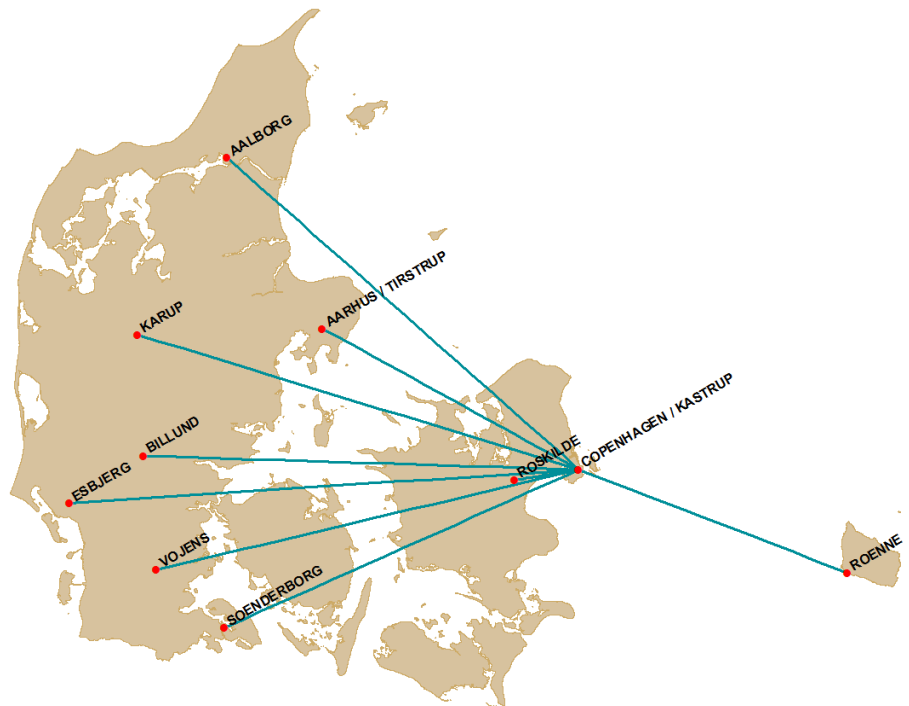 AALBORG
AARHUS / TIRSTRUP
KARUP
COPENHAGEN / KASTRUP
ROSKILDE
BILLUND
ESBJERG
VOJENS
ROENNE
SOENDERBORG